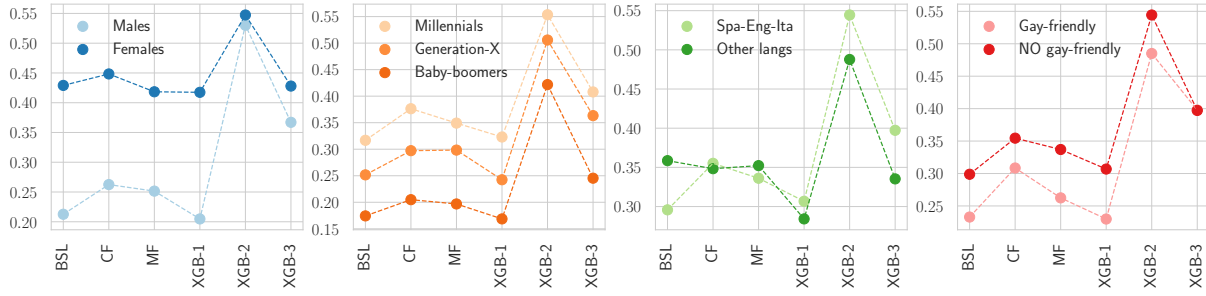 0.55
0.50
0.45
0.40
0.35
0.30
0.25
0.20
Males
Females
BSL
CF
MF
XGB-1
XGB-2
XGB-3
0.55
0.50
0.45
0.40
0.35
0.30
0.25
0.20
0.15
Millennials
Generation-X
Baby-boomers
BSL
CF
MF
XGB-1
XGB-2
XGB-3
0.55
0.50
0.45
0.40
0.35
0.30
Spa-Eng-Ita
Other langs
BSL
CF
MF
XGB-1
XGB-2
XGB-3
0.55
0.50
0.45
0.40
0.35
0.30
0.25
Gay-friendly
NO gay-friendly
BSL
CF
MF
XGB-1
XGB-2
XGB-3